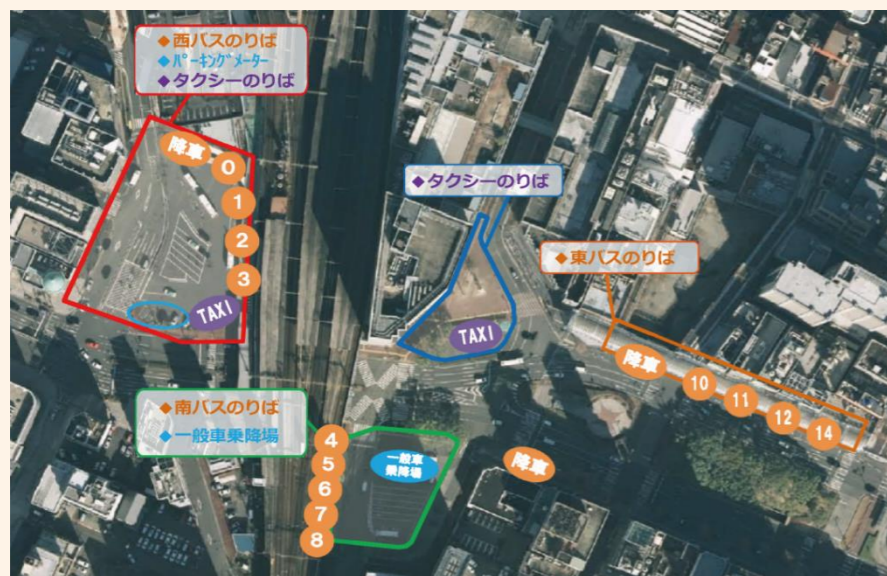 ◆西バスのりば
◆パーキングメーター
◆タクシーのりば
降車
0
1
2
3
TAXI
◆タクシーのりば
TAXI
◆東バスのりば
降車
10
11
12
14
◆南バスのりば
◆一般車乗降場
4
5
6
7
8
一般車
乗降場
降車